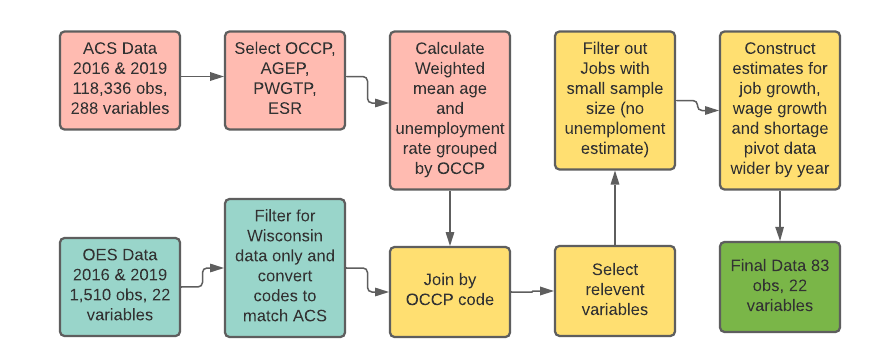 ACS Data
2016 & 2019
118,336 obs,
288 variables
Select OCCP,
AGEP,
PWGTP,
ESR
Calculate
Weighted
mean age
and
unemployment
rate grouped
by OCCP
Filter out
Jobs with
small sample
size (no
unemploment
estimate)
Construct
estimates for
job growth,
wage growth
and shortage
pivot data
wider by year
OES Data
2016 & 2019
1,510 obs, 22
variables
Filter for
Wisconsin
data only and
convert
codes to
match ACS
Join by
OCCP code
Select
relevent
variables
Final Data 83
obs, 22
variables